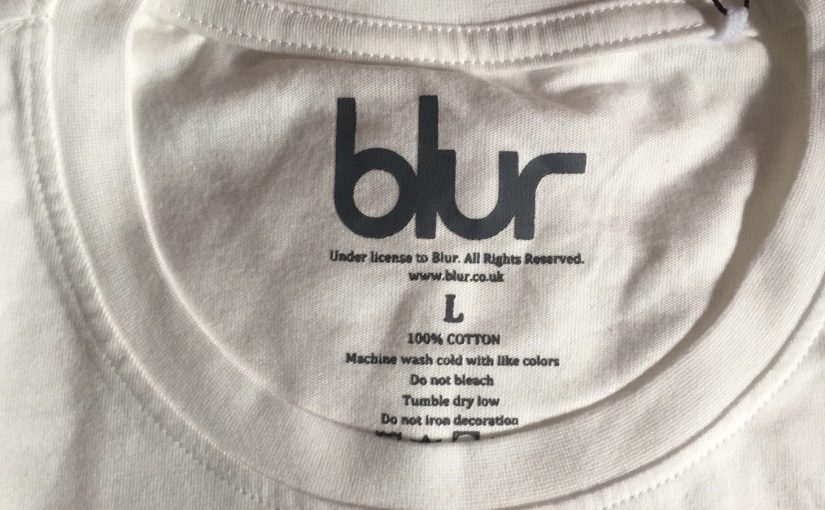 blur
Under license to Blur. All Rights Reserved.
www.blur.co.uk
L
100% COTTON
Machine wash cold with like colors
Do not bleach
Tumble dry low
Do not iron decoration